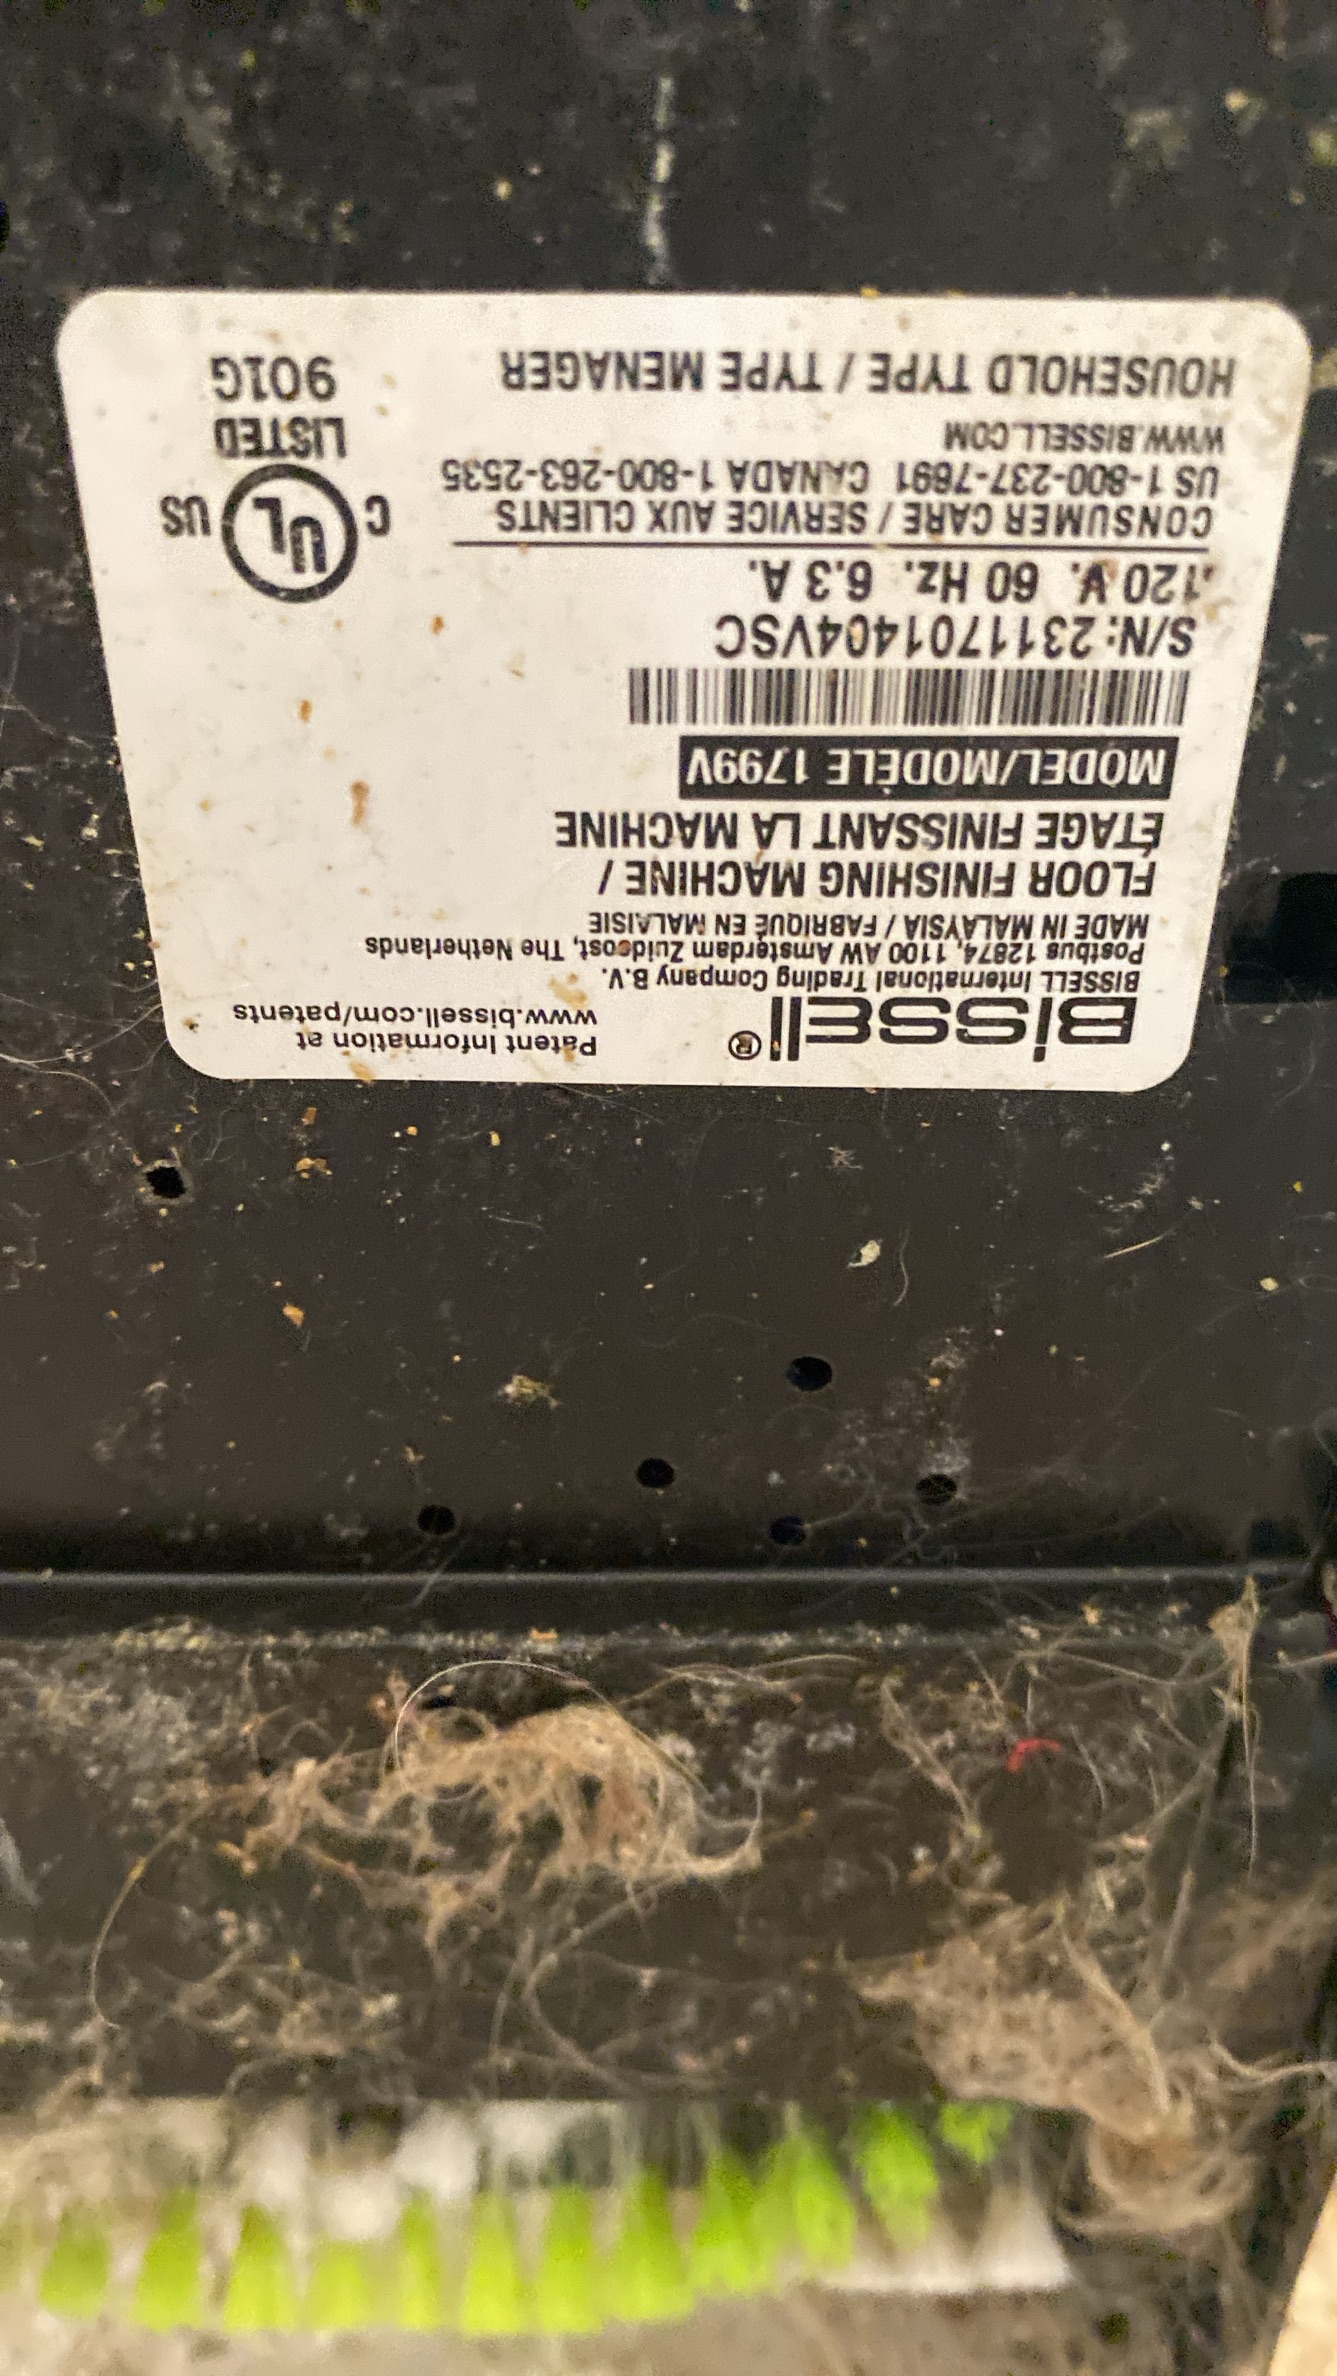 BISSELL®
Patent Information at
www.bissell.com/patents
BISSELL International Trading Company B.V.
Postbus 12874, 1100 AW Amsterdam Zuidoost, The Netherlands
MADE IN MALAYSIA / FABRIQUÉ EN MALAISIE
FLOOR FINISHING MACHINE /
ÉTAGE FINISSANT LA MACHINE
MODEL/MODÈLE 1799V
S/N: 2311701404VSC
120 V. 60 Hz. 6.3 A.
CONSUMER CARE / SERVICE AUX CLIENTS
US 1-800-237-7691 CANADA 1-800-263-2535
WWW.BISSELL.COM
HOUSEHOLD TYPE / TYPE MENAGER
C UL US
LISTED
901G